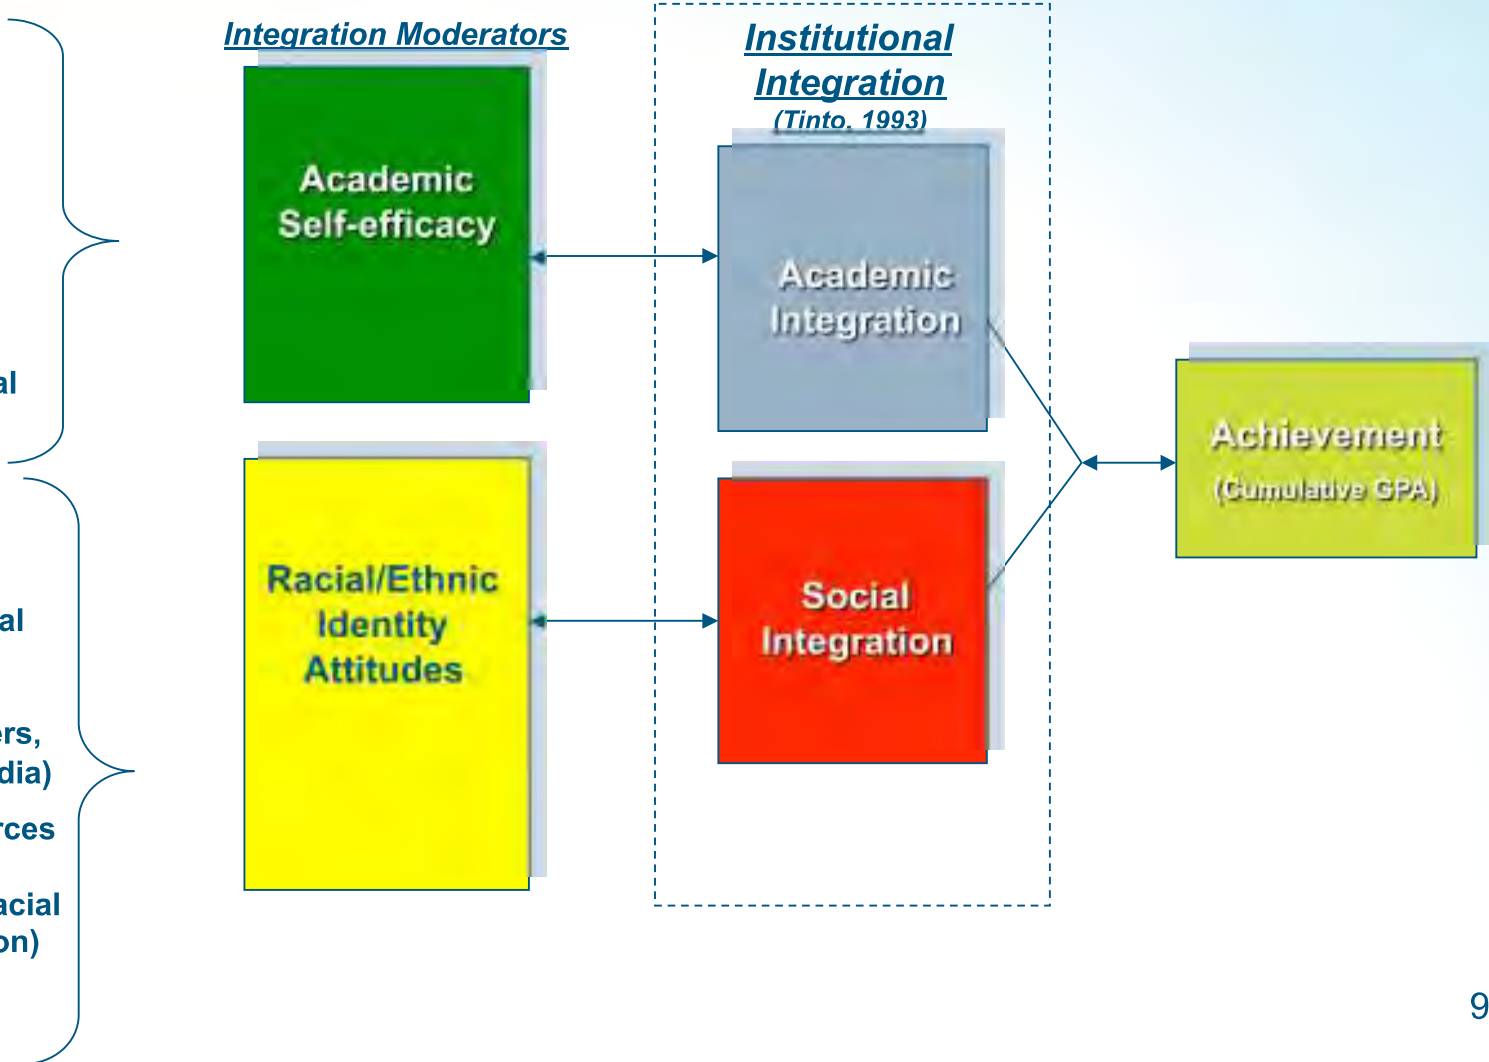 Integration Moderators
Institutional
Integration
(Tinto, 1993)
Academic
Self-efficacy
Academic
Integration
al
Achievement
(Cumulative GPA)
Racial/Ethnic
Identity
Attitudes
Social
Integration
al
ers,
dia)
rces
acial
on)
9